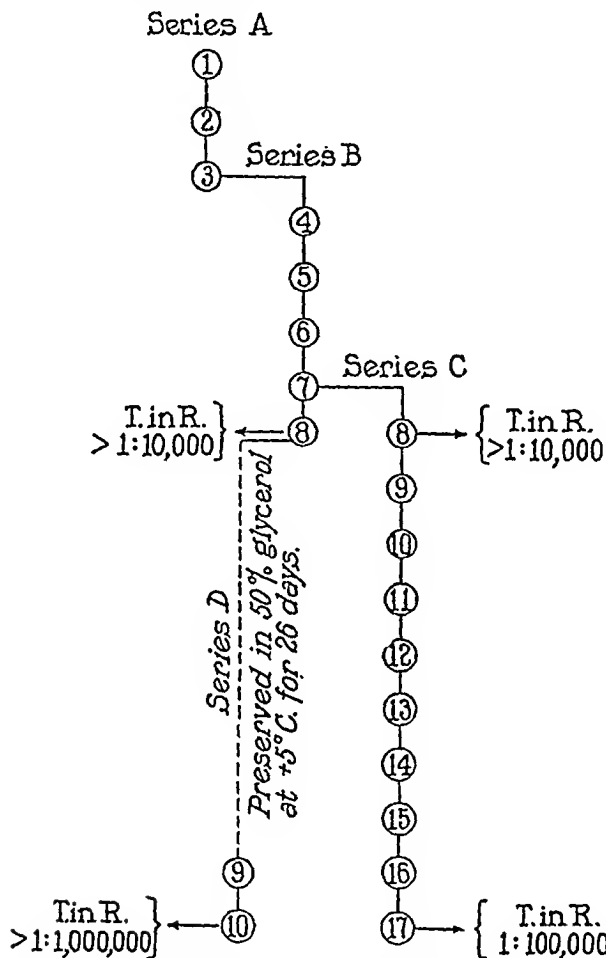 Series A
1
2
3
Series B
4
5
6
7
Series C
T. in R.
> 1:10,000
8
8
T. in R.
>1:10,000
9
10
11
12
13
14
15
16
17
Series D
Preserved in 50% glycerol
at +5°C. for 26 days.
9
10
T. in R.
>1:1,000,000
T. in R.
1:100,000